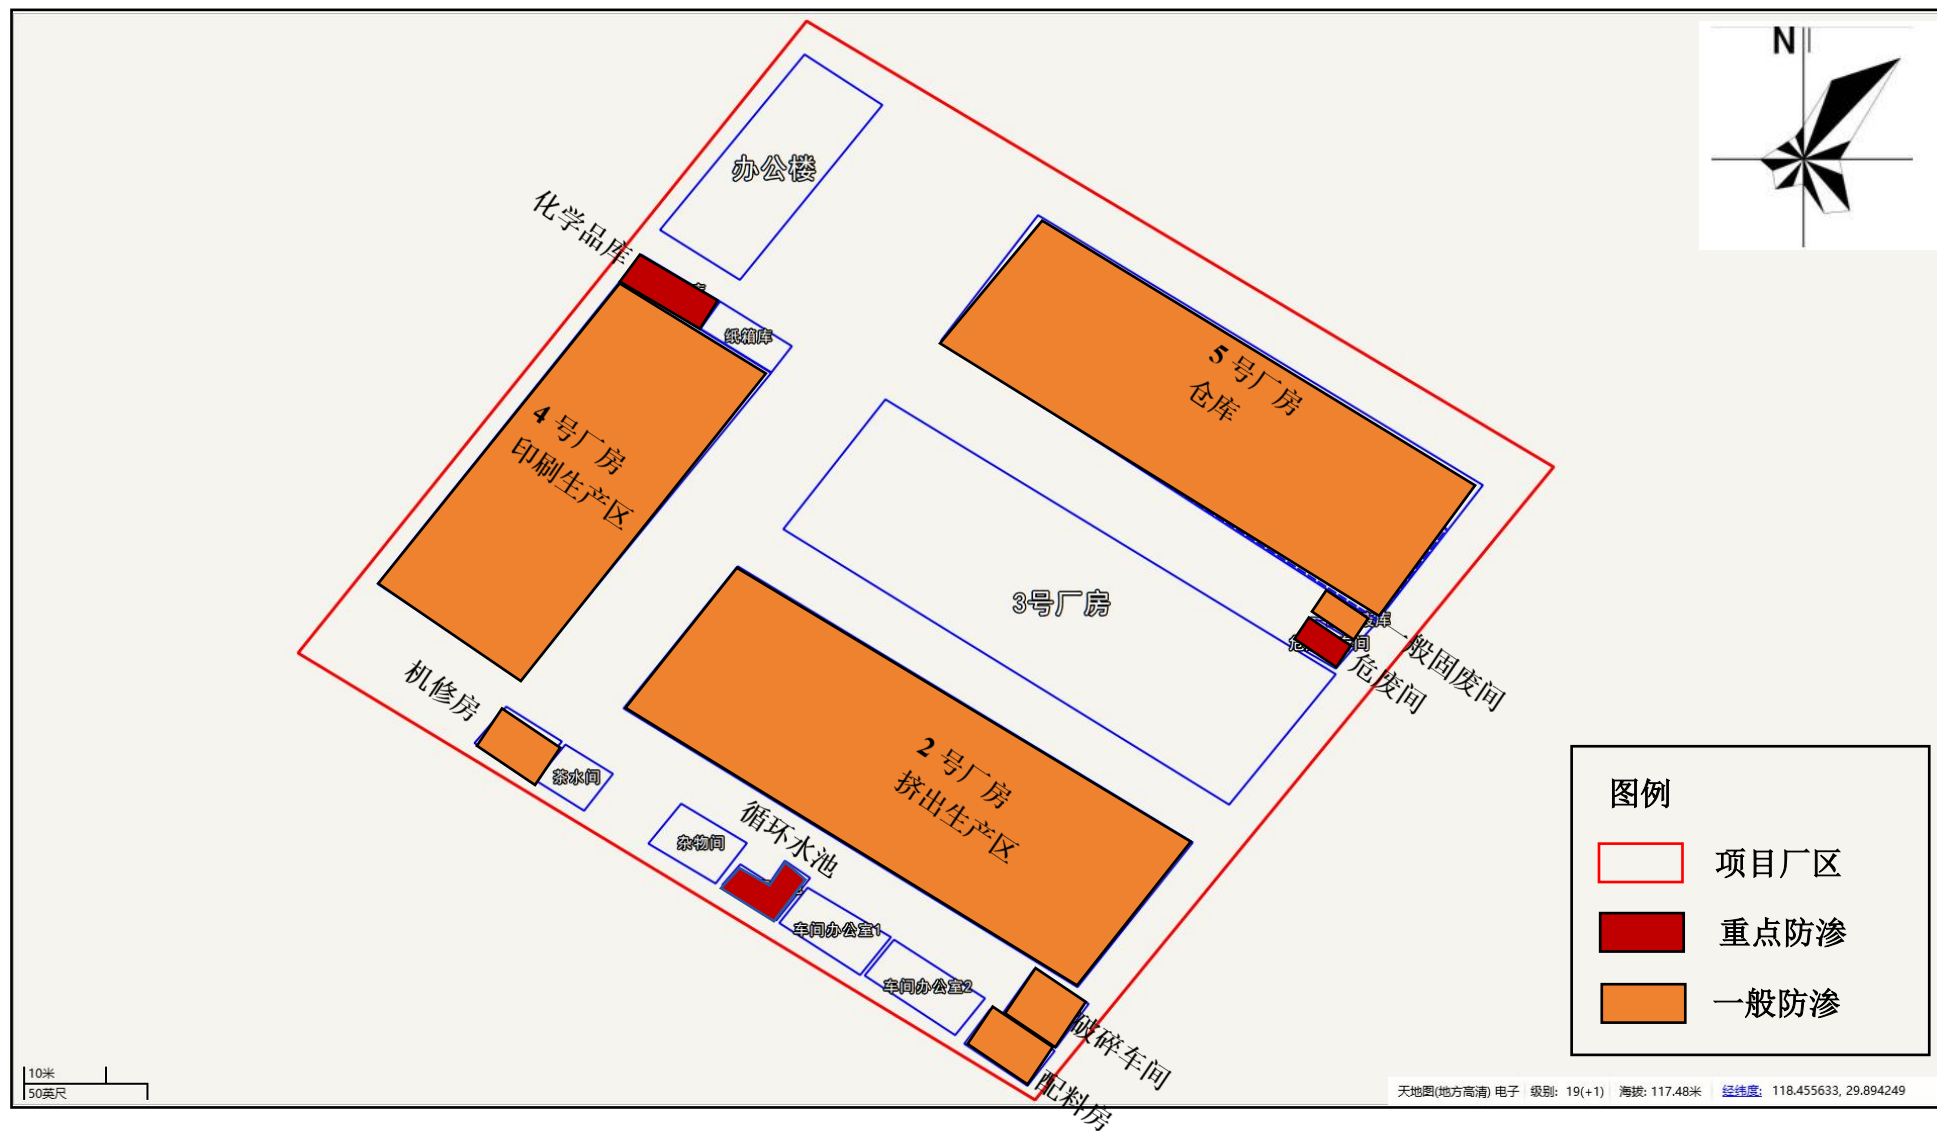 N
办公楼
化学品库
纸箱库
5 号厂房
仓库
4 号厂房
印刷生产区
3号厂房
一般固废间
危废间
机修房
茶水间
2 号厂房
挤出生产区
杂物间
循环水池
车间办公室1
车间办公室2
破碎车间
配料房
图例
项目厂区
重点防渗
一般防渗
10米
50英尺
天地图(地方高清) 电子 级别: 19(+1) 海拔: 117.48米 经纬度: 118.455633, 29.894249